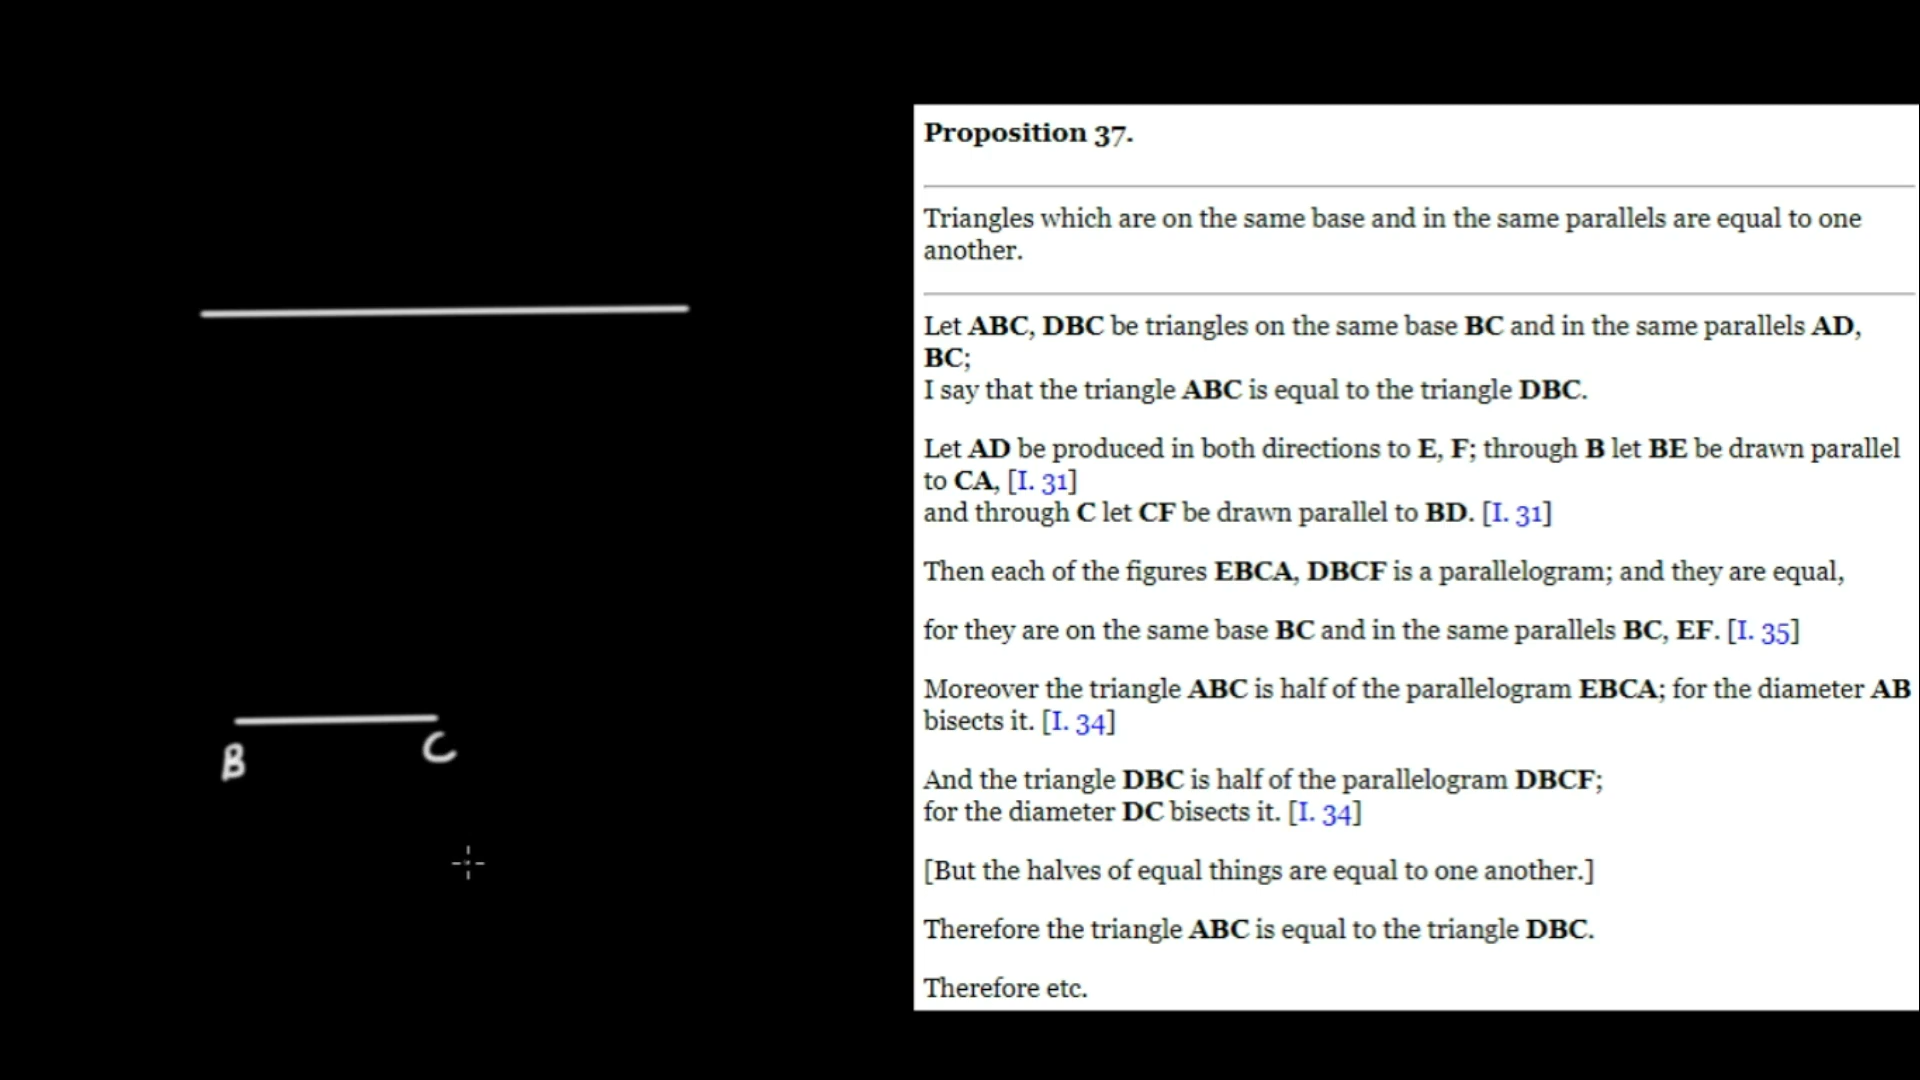 Proposition 37.
Triangles which are on the same base and in the same parallels are equal to one
another.
Let ABC, DBC be triangles on the same base BC and in the same parallels AD,
BC;
I say that the triangle ABC is equal to the triangle DBC.
Let AD be produced in both directions to E, F; through B let BE be drawn parallel
to CA, [I. 31]
and through C let CF be drawn parallel to BD. [I. 31]
Then each of the figures EBCA, DBCF is a parallelogram; and they are equal,
for they are on the same base BC and in the same parallels BC, EF. [I. 35]
Moreover the triangle ABC is half of the parallelogram EBCA; for the diameter AB
bisects it. [I. 34]
And the triangle DBC is half of the parallelogram DBCF;
for the diameter DC bisects it. [I. 34]
[But the halves of equal things are equal to one another.]
Therefore the triangle ABC is equal to the triangle DBC.
Therefore etc.
B C